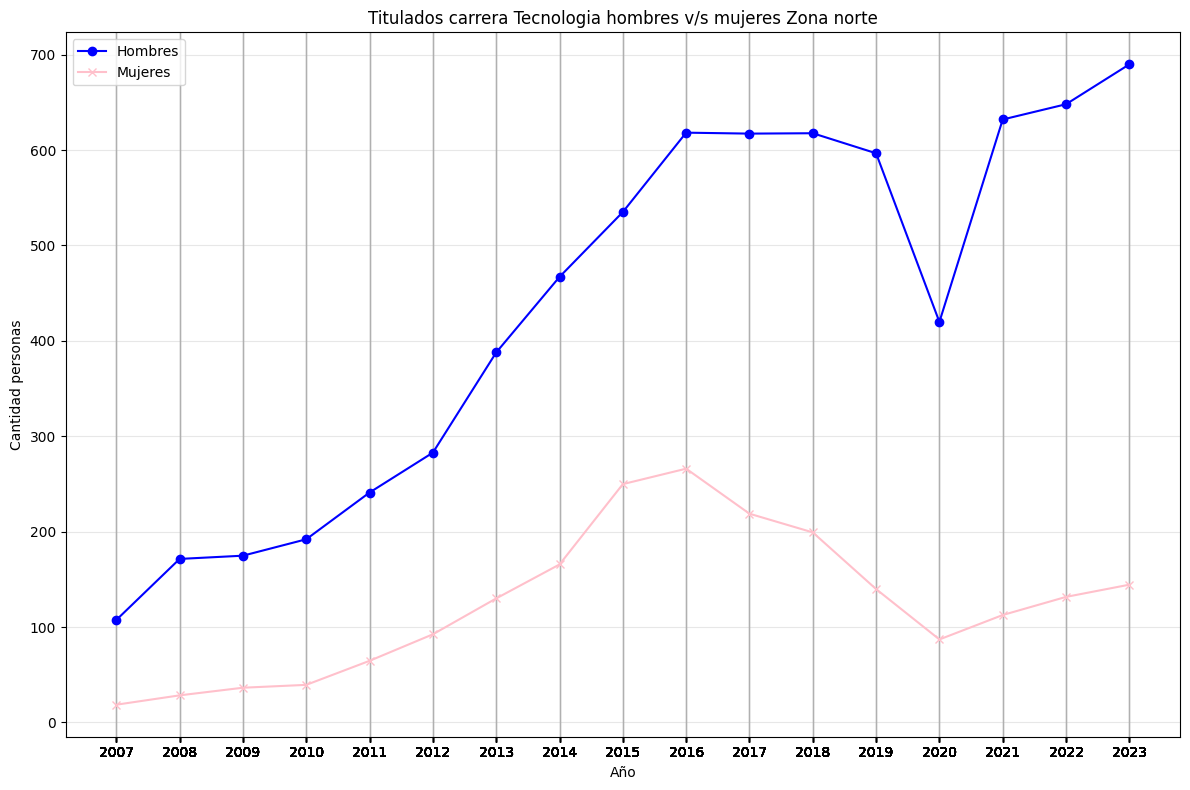 Titulados carrera Tecnologia hombres v/s mujeres Zona norte
Hombres
Mujeres
700
600
500
400
300
200
100
0
Cantidad personas
2007 2008 2009 2010 2011 2012 2013 2014 2015 2016 2017 2018 2019 2020 2021 2022 2023
Año